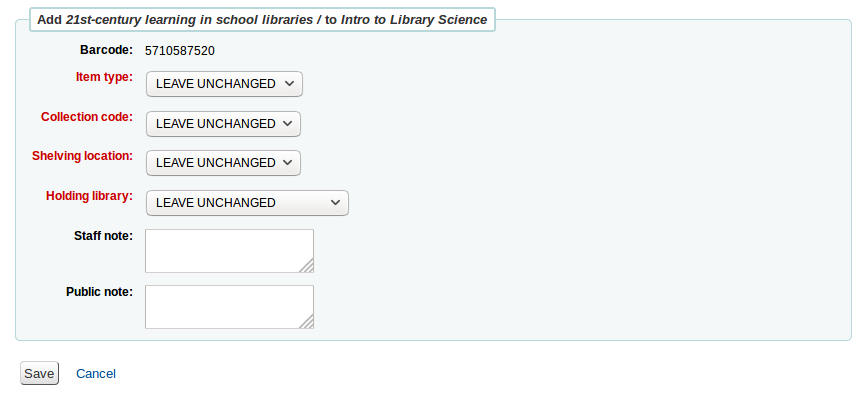 Add 21st-century learning in school libraries / to Intro to Library Science
Barcode: 5710587520
Item type: LEAVE UNCHANGED
Collection code: LEAVE UNCHANGED
Shelving location: LEAVE UNCHANGED
Holding library: LEAVE UNCHANGED
Staff note:
Public note:
Save Cancel